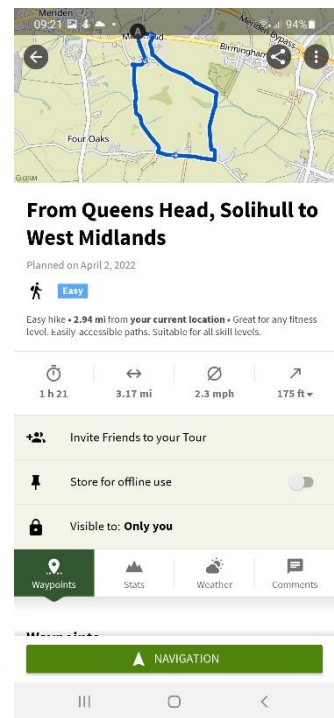 Meriden
09:21 94%
A
Meriden
Bypass
Birmingham
Four Oaks
©OSM
From Queens Head, Solihull to
West Midlands
Planned on April 2, 2022
Easy
Easy hike • 2.94 mi from your current location • Great for any fitness
level. Easily-accessible paths. Suitable for all skill levels.
1 h 21 3.17 mi 2.3 mph 175 ft
Invite Friends to your Tour
Store for offline use
Visible to: Only you
Waypoints Stats Weather Comments
NAVIGATION